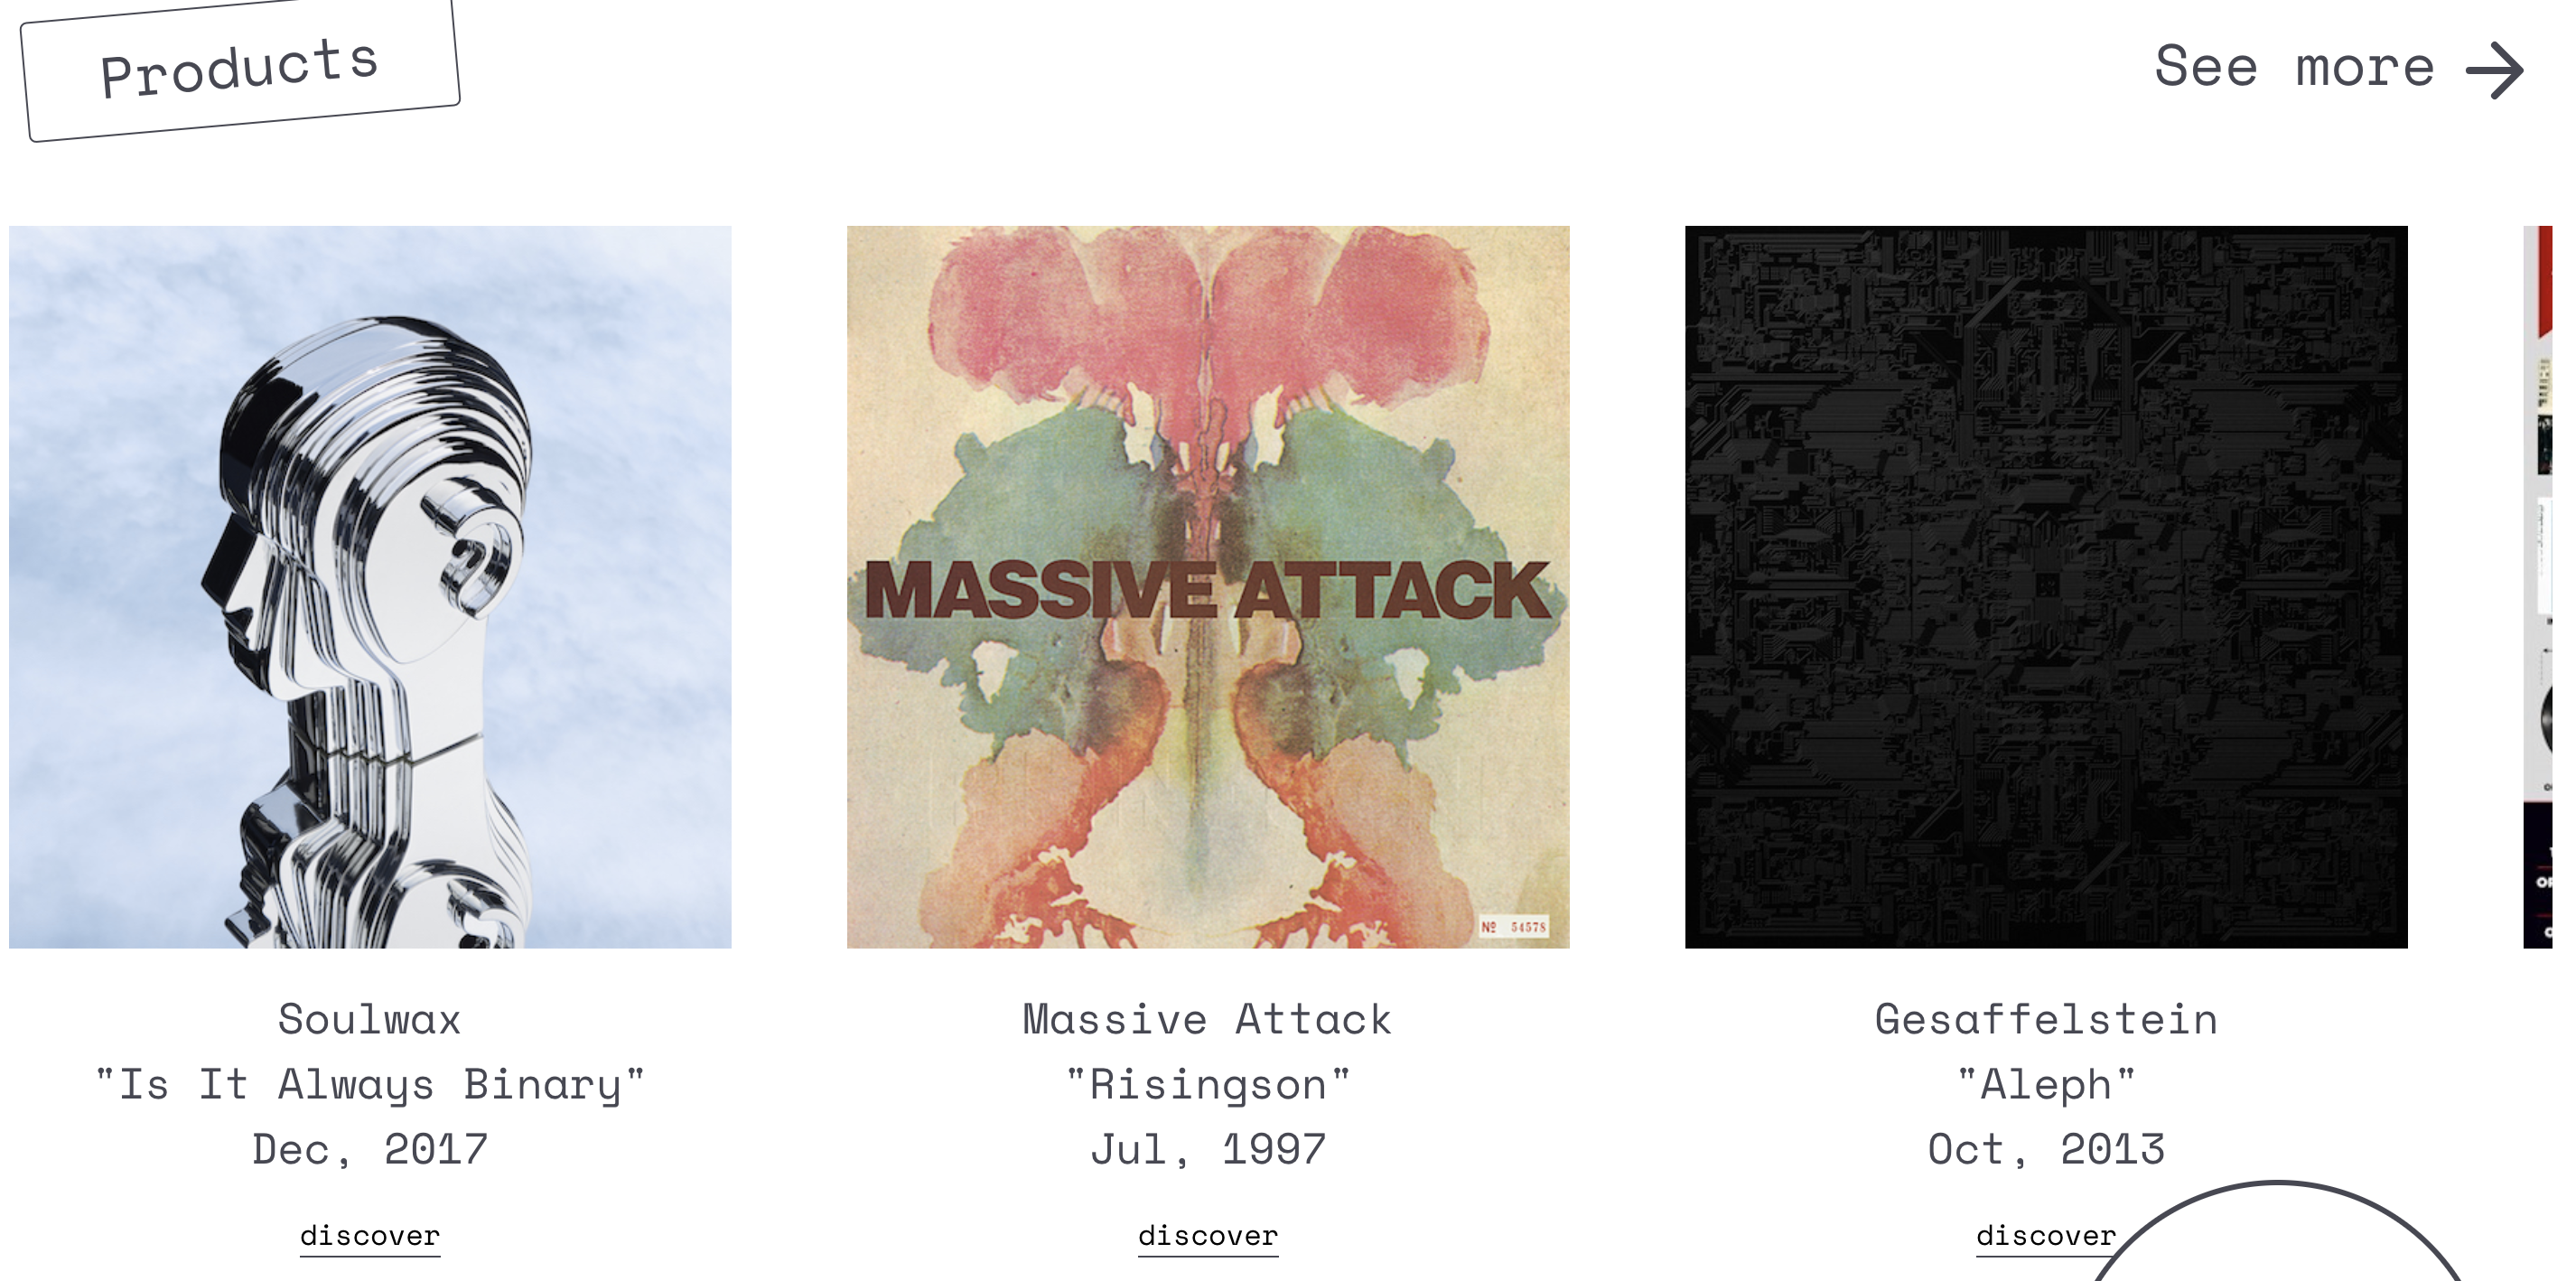 Products
See more
MASSIVE ATTACK
Nº 54578
Soulwax
"Is It Always Binary"
Dec, 2017
discover
Massive Attack
"Risingson"
Jul, 1997
discover
Gesaffelstein
"Aleph"
Oct, 2013
discover